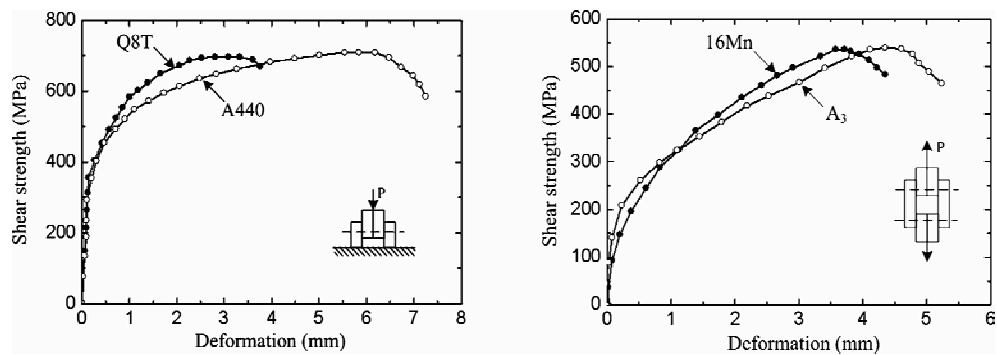 800
600
400
200
0
Shear strength (MPa)
Q8T
A440
P
0 1 2 3 4 5 6 7 8
Deformation (mm)
600
500
400
300
200
100
0
Shear strength (MPa)
16Mn
A3
P
0 1 2 3 4 5 6
Deformation (mm)